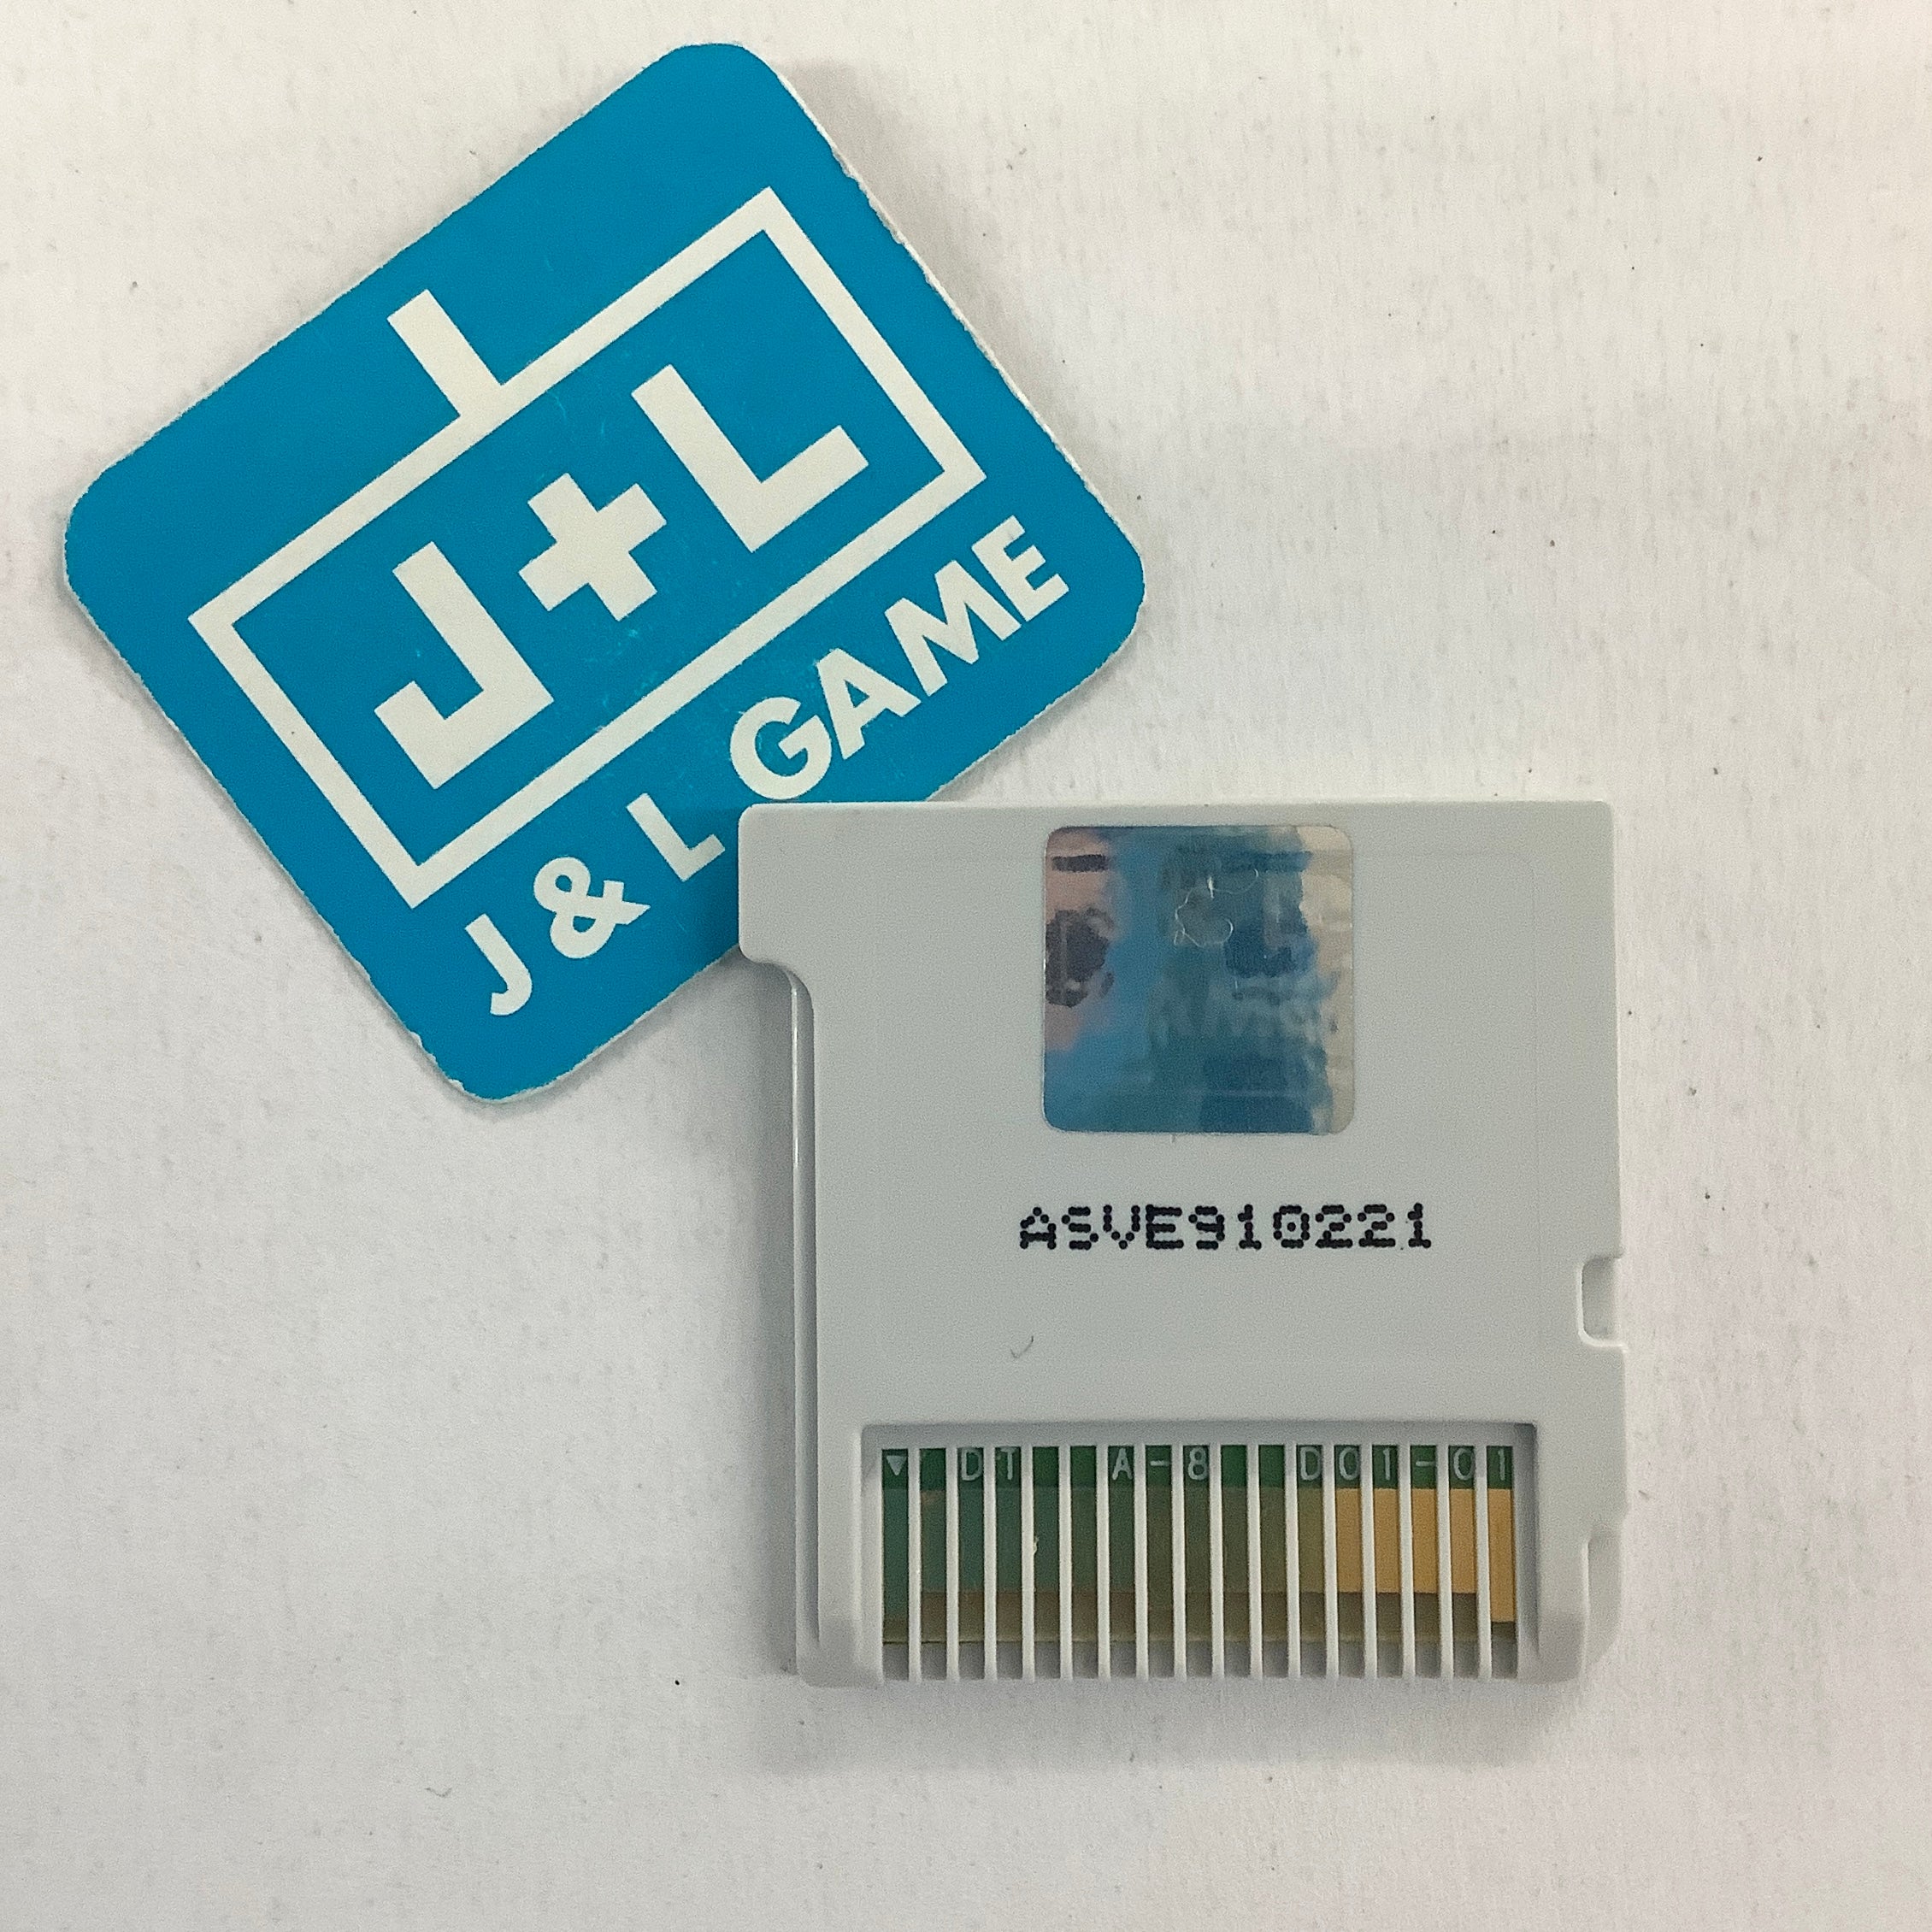 J+L
J & L GAME
ASVE910221
▼ DT A-8 D01-01